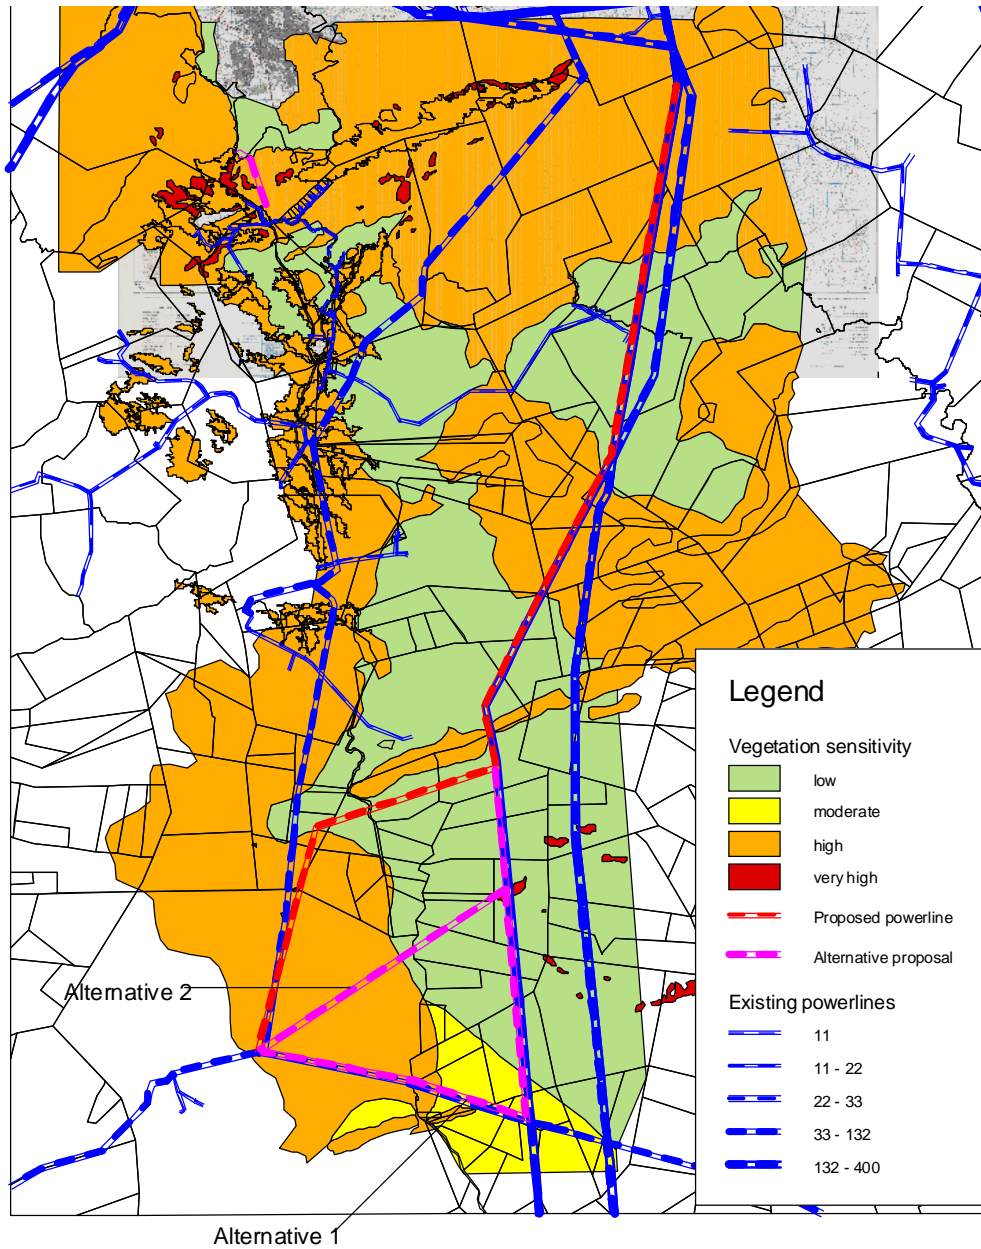 Legend
Vegetation sensitivity
low
moderate
high
very high
Proposed powerline
Alternative proposal
Existing powerlines
11
11 - 22
22 - 33
33 - 132
132 - 400
Alternative 2
Alternative 1